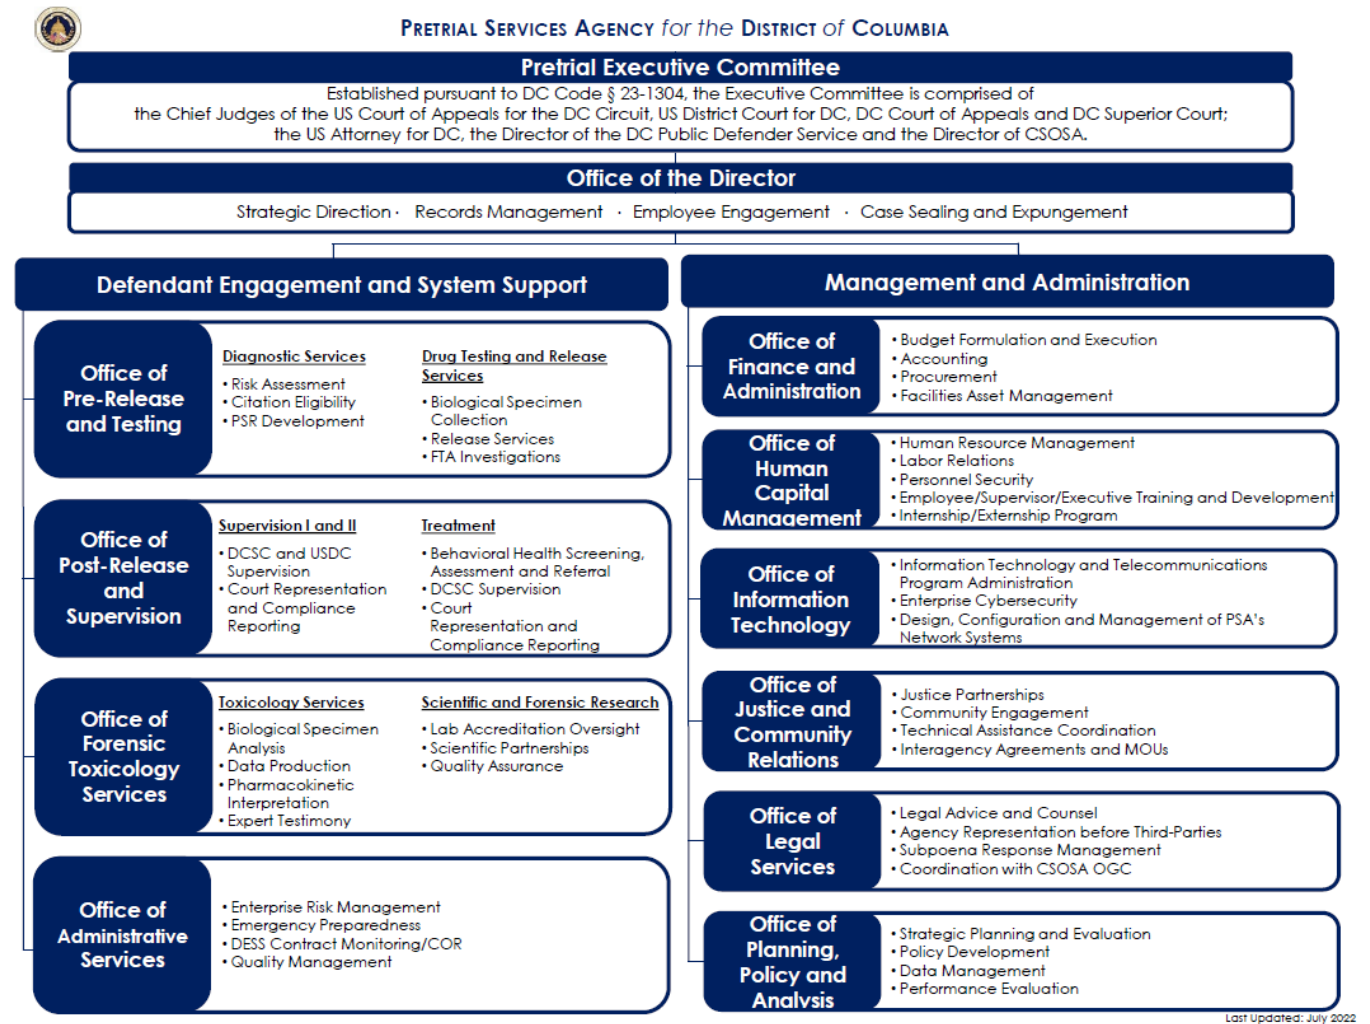 PRETRIAL SERVICES AGENCY for the DISTRICT of COLUMBIA
Pretrial Executive Committee
Established pursuant to DC Code § 23-1304, the Executive Committee is comprised of
the Chief Judges of the US Court of Appeals for the DC Circuit, US District Court for DC, DC Court of Appeals and DC Superior Court;
the US Attorney for DC, the Director of the DC Public Defender Service and the Director of CSOSA.
Office of the Director
Strategic Direction · Records Management · Employee Engagement · Case Sealing and Expungement
Defendant Engagement and System Support
Office of
Pre-Release
and Testing
Diagnostic Services
• Risk Assessment
• Citation Eligibility
• PSR Development
Drug Testing and Release
Services
• Biological Specimen
Collection
• Release Services
• FTA Investigations
Office of
Post-Release
and
Supervision
Supervision I and II
• DCSC and USDC
Supervision
• Court Representation
and Compliance
Reporting
Treatment
• Behavioral Health Screening,
Assessment and Referral
• DCSC Supervision
• Court
Representation and
Compliance Reporting
Office of
Forensic
Toxicology
Services
Toxicology Services
• Biological Specimen
Analysis
• Data Production
• Pharmacokinetic
Interpretation
• Expert Testimony
Scientific and Forensic Research
• Lab Accreditation Oversight
• Scientific Partnerships
• Quality Assurance
Office of
Administrative
Services
• Enterprise Risk Management
• Emergency Preparedness
• DESS Contract Monitoring/COR
• Quality Management
Management and Administration
Office of
Finance and
Administration
• Budget Formulation and Execution
• Accounting
• Procurement
• Facilities Asset Management
Office of
Human
Capital
Management
• Human Resource Management
• Labor Relations
• Personnel Security
• Employee/Supervisor/Executive Training and Development
• Internship/Externship Program
Office of
Information
Technology
• Information Technology and Telecommunications
Program Administration
• Enterprise Cybersecurity
• Design, Configuration and Management of PSA's
Network Systems
Office of
Justice and
Community
Relations
• Justice Partnerships
• Community Engagement
• Technical Assistance Coordination
• Interagency Agreements and MOUs
Office of
Legal
Services
• Legal Advice and Counsel
• Agency Representation before Third-Parties
• Subpoena Response Management
• Coordination with CSOSA OGC
Office of
Planning,
Policy and
Analysis
• Strategic Planning and Evaluation
• Policy Development
• Data Management
• Performance Evaluation
Last Updated: July 2022